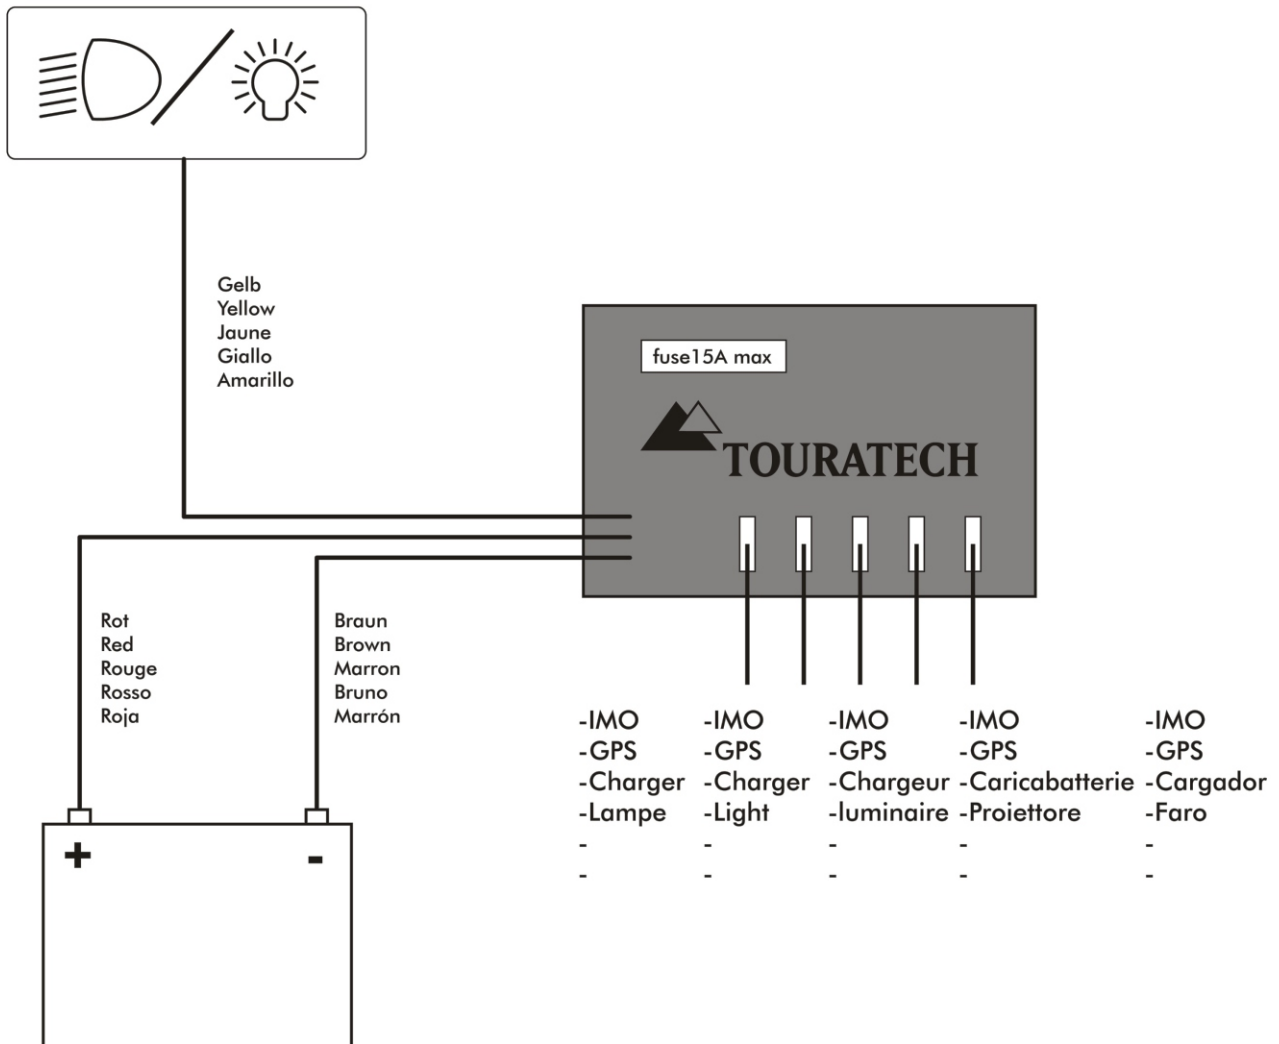 Gelb
Yellow
Jaune
Giallo
Amarillo
fuse15A max
TOURATECH
Rot
Red
Rouge
Rosso
Roja
Braun
Brown
Marron
Bruno
Marrón
+
-
-IMO
-GPS
-Charger
-Lampe
-
-
-IMO
-GPS
-Charger
-Light
-
-
-IMO
-GPS
-Chargeur
-luminaire
-
-
-IMO
-GPS
-Caricabatterie
-Proiettore
-
-
-IMO
-GPS
-Cargador
-Faro
-
-